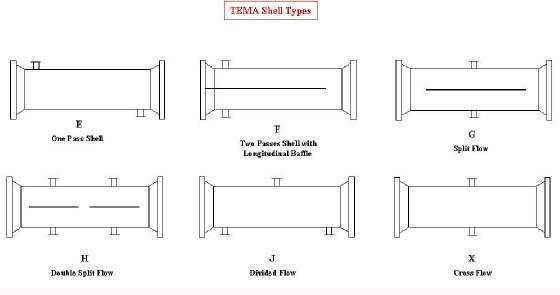 TEMA Shell Types
E
One Pass Shell
F
Two Passes Shell with
Longitudinal Baffle
G
Split Flow
H
Double Split Flow
J
Divided Flow
X
Cross Flow